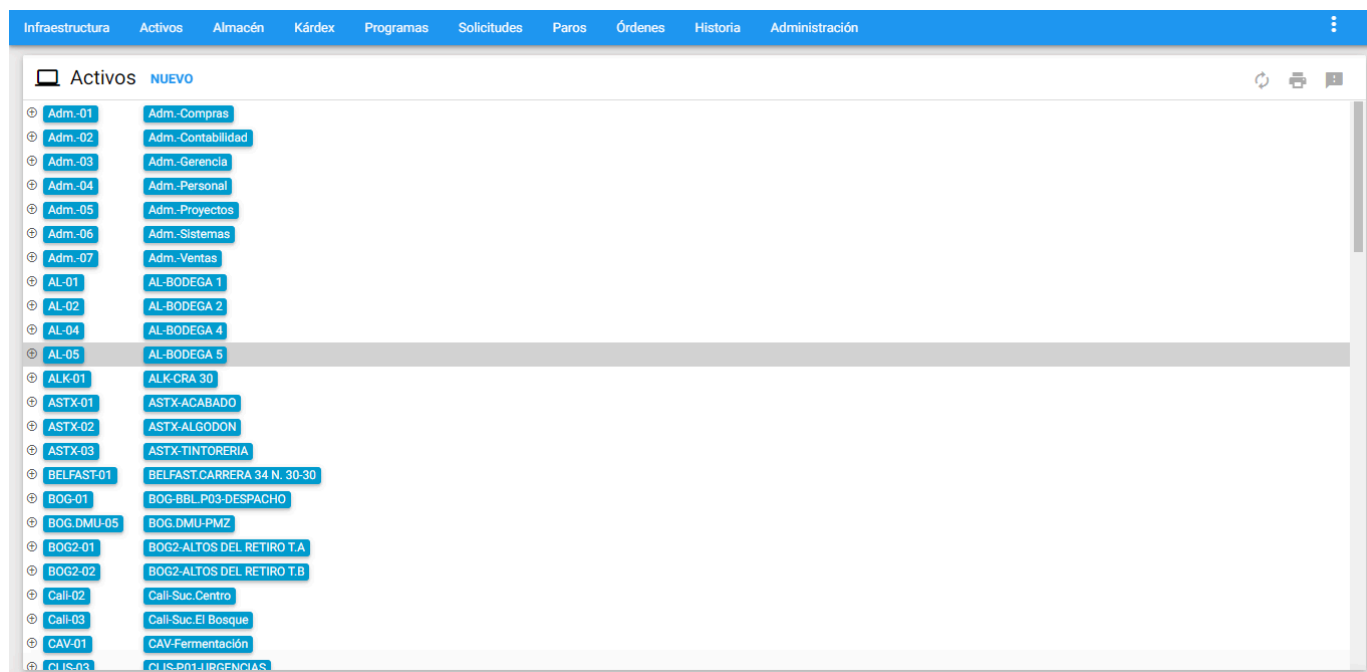 Infraestructura Activos Almacén Kárdex Programas Solicitudes Paros Órdenes Historia Administración
Activos NUEVO
Adm.-01 Adm.-Compras
Adm.-02 Adm.-Contabilidad
Adm.-03 Adm.-Gerencia
Adm.-04 Adm.-Personal
Adm.-05 Adm.-Proyectos
Adm.-06 Adm.-Sistemas
Adm.-07 Adm.-Ventas
AL-01 AL-BODEGA 1
AL-02 AL-BODEGA 2
AL-04 AL-BODEGA 4
AL-05 AL-BODEGA 5
ALK-01 ALK-CRA 30
ASTX-01 ASTX-ACABADO
ASTX-02 ASTX-ALGODON
ASTX-03 ASTX-TINTORERIA
BELFAST-01 BELFAST.CARRERA 34 N. 30-30
BOG-01 BOG-BBL.P03-DESPACHO
BOG.DMU-05 BOG.DMU-PMZ
BOG2-01 BOG2-ALTOS DEL RETIRO T.A
BOG2-02 BOG2-ALTOS DEL RETIRO T.B
Cali-02 Cali-Suc.Centro
Cali-03 Cali-Suc.El Bosque
CAV-01 CAV-Fermentación
CLIS-03 CLIS-P01-URGENCIAS